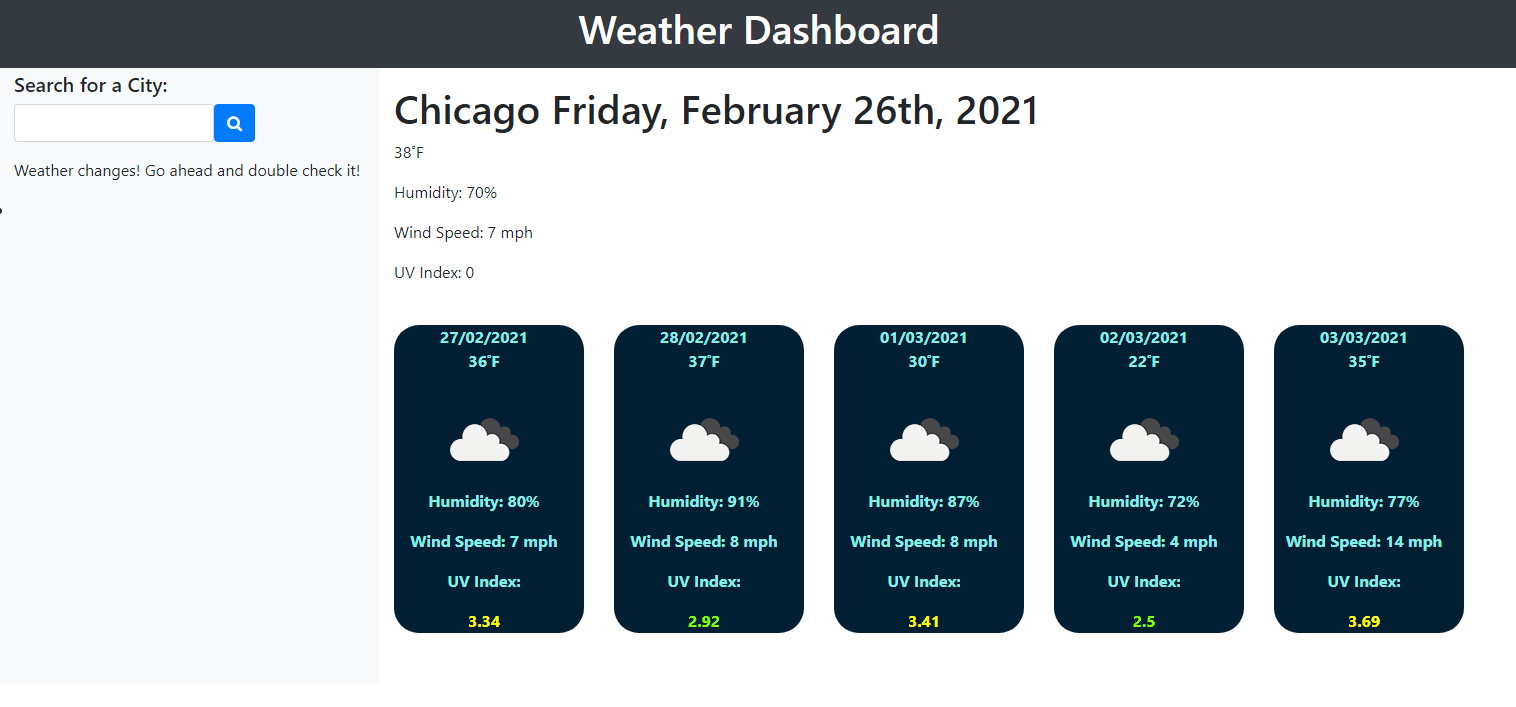 Weather Dashboard
Search for a City:
Weather changes! Go ahead and double check it!
Chicago Friday, February 26th, 2021
38˚F
Humidity: 70%
Wind Speed: 7 mph
UV Index: 0
27/02/2021
36˚F
Humidity: 80%
Wind Speed: 7 mph
UV Index:
3.34
28/02/2021
37˚F
Humidity: 91%
Wind Speed: 8 mph
UV Index:
2.92
01/03/2021
30˚F
Humidity: 87%
Wind Speed: 8 mph
UV Index:
3.41
02/03/2021
22˚F
Humidity: 72%
Wind Speed: 4 mph
UV Index:
2.5
03/03/2021
35˚F
Humidity: 77%
Wind Speed: 14 mph
UV Index:
3.69